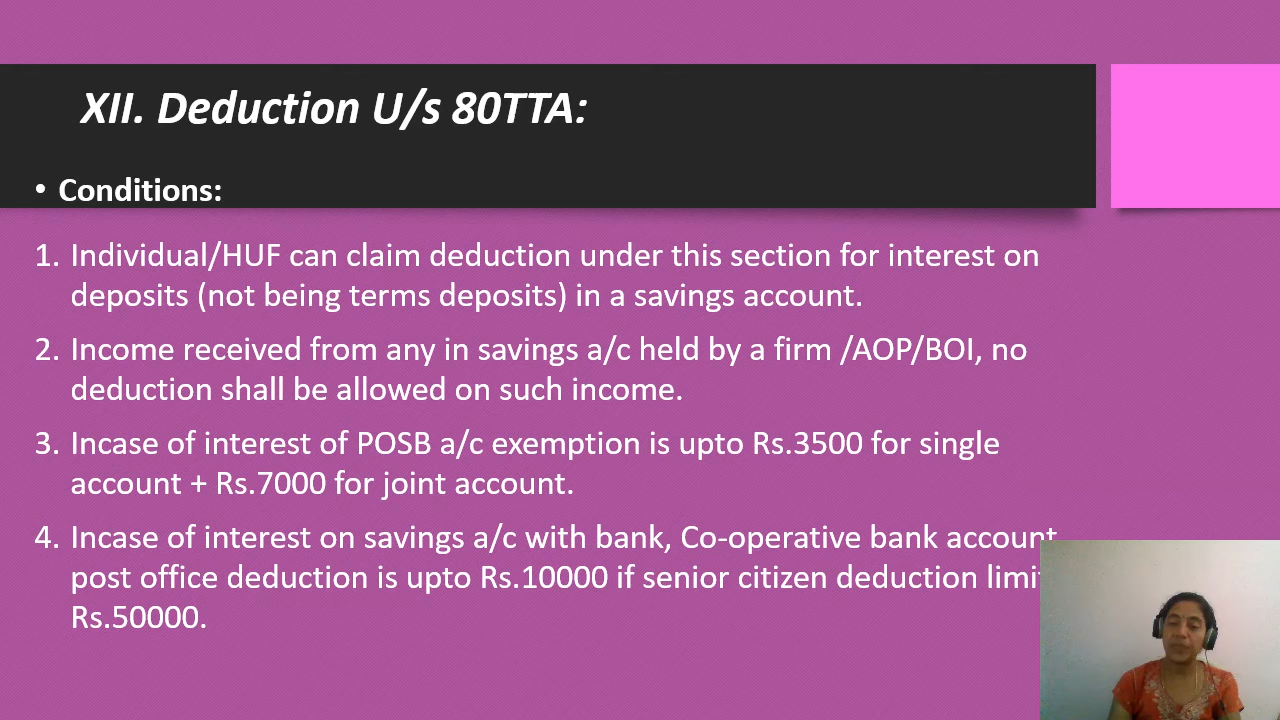 XII. Deduction U/s 80TTA:
• Conditions:
1. Individual/HUF can claim deduction under this section for interest on
deposits (not being terms deposits) in a savings account.
2. Income received from any in savings a/c held by a firm /AOP/BOI, no
deduction shall be allowed on such income.
3. Incase of interest of POSB a/c exemption is upto Rs.3500 for single
account + Rs.7000 for joint account.
4. Incase of interest on savings a/c with bank, Co-operative bank account
post office deduction is upto Rs.10000 if senior citizen deduction limit
Rs.50000.